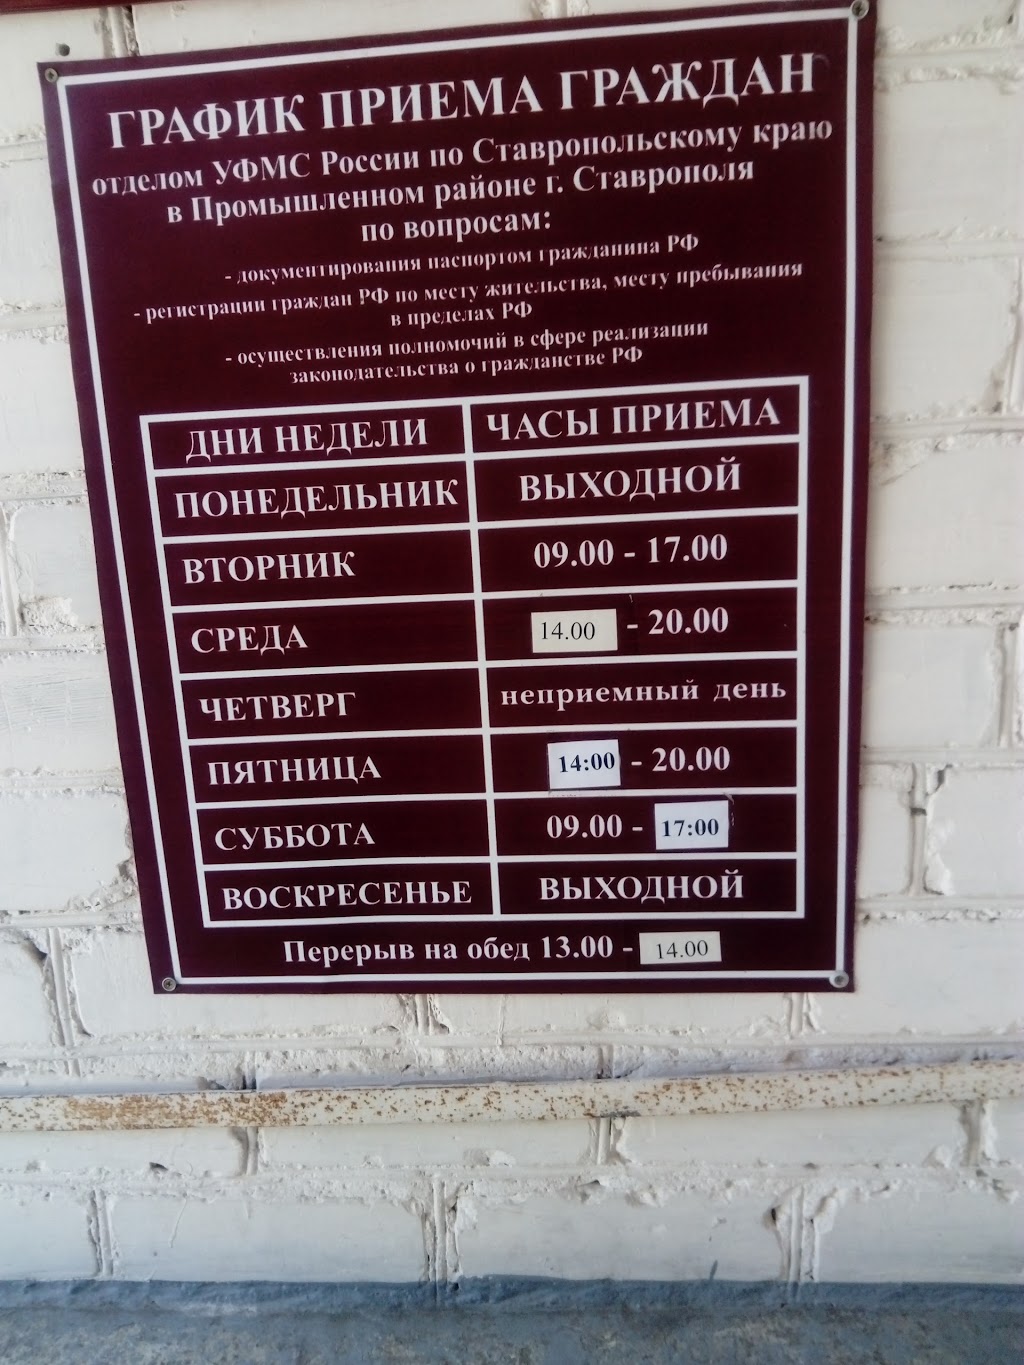 ГРАФИК ПРИЕМА ГРАЖДАН
отделом УФМС России по Ставропольскому краю
в Промышленном районе г. Ставрополя
по вопросам:
- документирования паспортом гражданина РФ
- регистрации граждан РФ по месту жительства, месту пребывания
в пределах РФ
- осуществления полномочий в сфере реализации
законодательства о гражданстве РФ
ДНИ НЕДЕЛИ ЧАСЫ ПРИЕМА
ПОНЕДЕЛЬНИК ВЫХОДНОЙ
ВТОРНИК 09.00 - 17.00
СРЕДА 14.00 - 20.00
ЧЕТВЕРГ неприемный день
ПЯТНИЦА 14:00 - 20.00
СУББОТА 09.00 - 17:00
ВОСКРЕСЕНЬЕ ВЫХОДНОЙ
Перерыв на обед 13.00 - 14.00